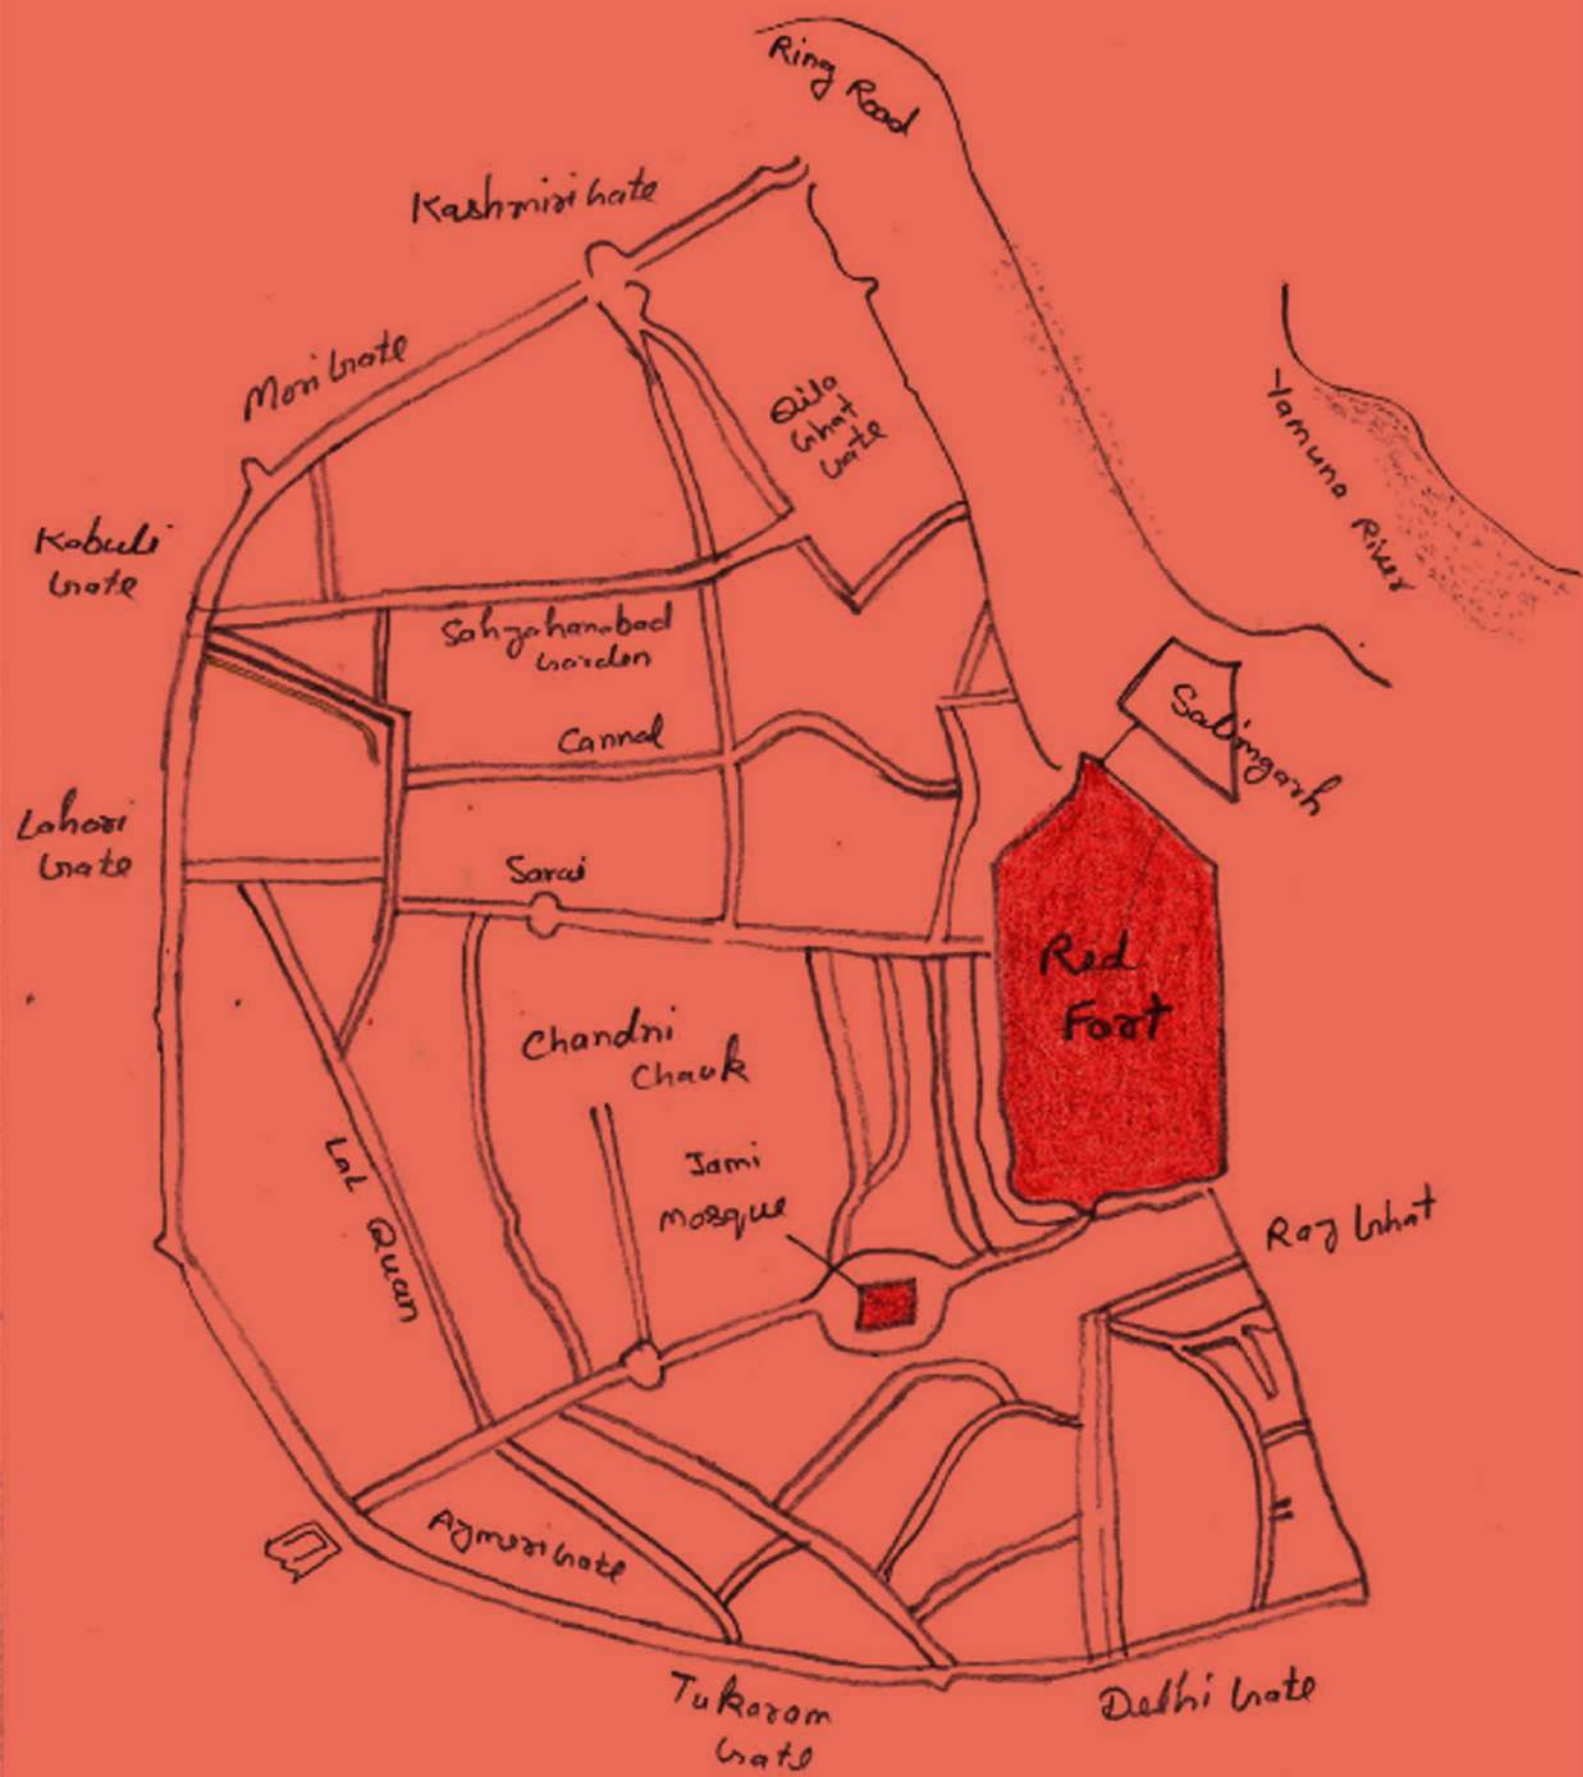 Ring Road
Kashmiri Gate
Mori Gate
Qila
Ghat
Gate
Yamuna River
Kabuli
Gate
Sahjahanabad
Garden
Cannal
Salimgarh
Lahori
Gate
Sarai
Red
Fort
Chandni
Chauk
Jami
Mosque
Lal Quan
Raj Ghat
Ajmeri Gate
Tukaram
Gate
Delhi Gate